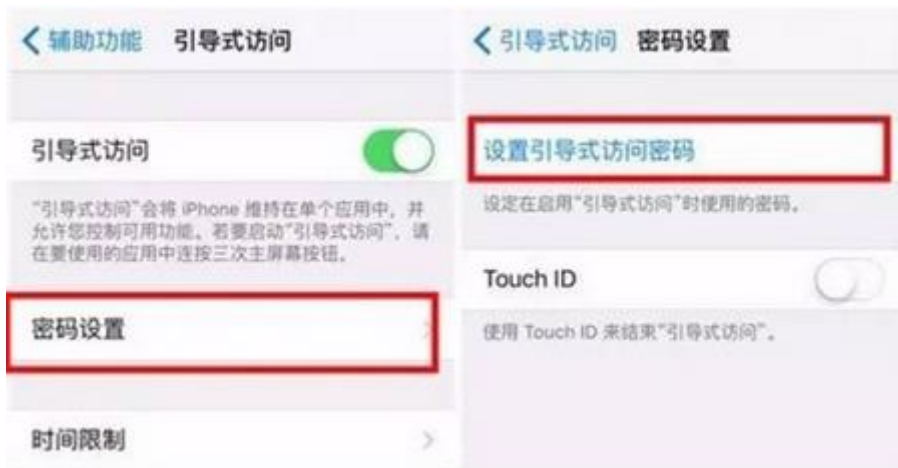 辅助功能 引导式访问
引导式访问
“引导式访问”会将 iPhone 维持在单个应用中，并
允许您控制可用功能。若要启动“引导式访问”，请
在要使用的应用中连按三次主屏幕按钮。
密码设置
时间限制
引导式访问 密码设置
设置引导式访问密码
设定在启用“引导式访问”时使用的密码。
Touch ID
使用 Touch ID 来结束“引导式访问”。